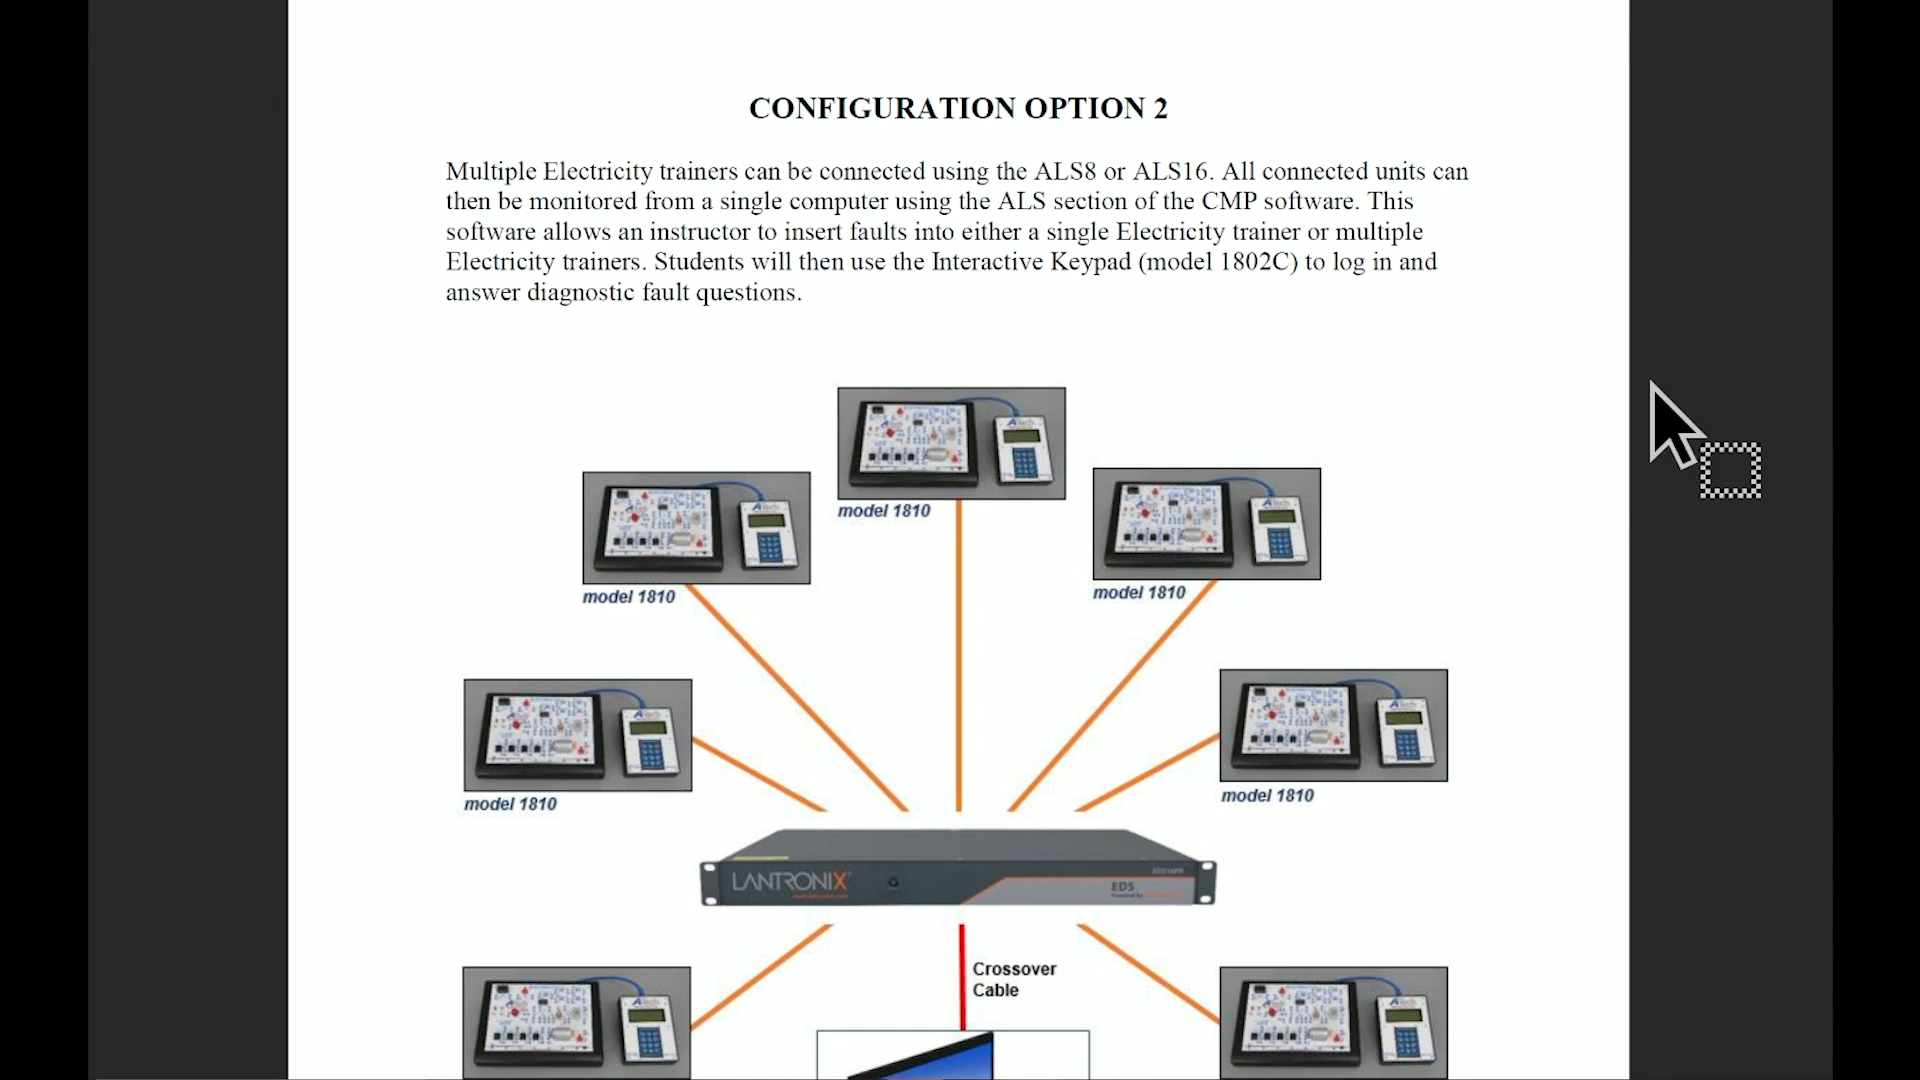 CONFIGURATION OPTION 2
Multiple Electricity trainers can be connected using the ALS8 or ALS16. All connected units can
then be monitored from a single computer using the ALS section of the CMP software. This
software allows an instructor to insert faults into either a single Electricity trainer or multiple
Electricity trainers. Students will then use the Interactive Keypad (model 1802C) to log in and
answer diagnostic fault questions.
model 1810
model 1810
model 1810
model 1810
model 1810
LANTRONIX
EDS16PR
EDS
Crossover
Cable